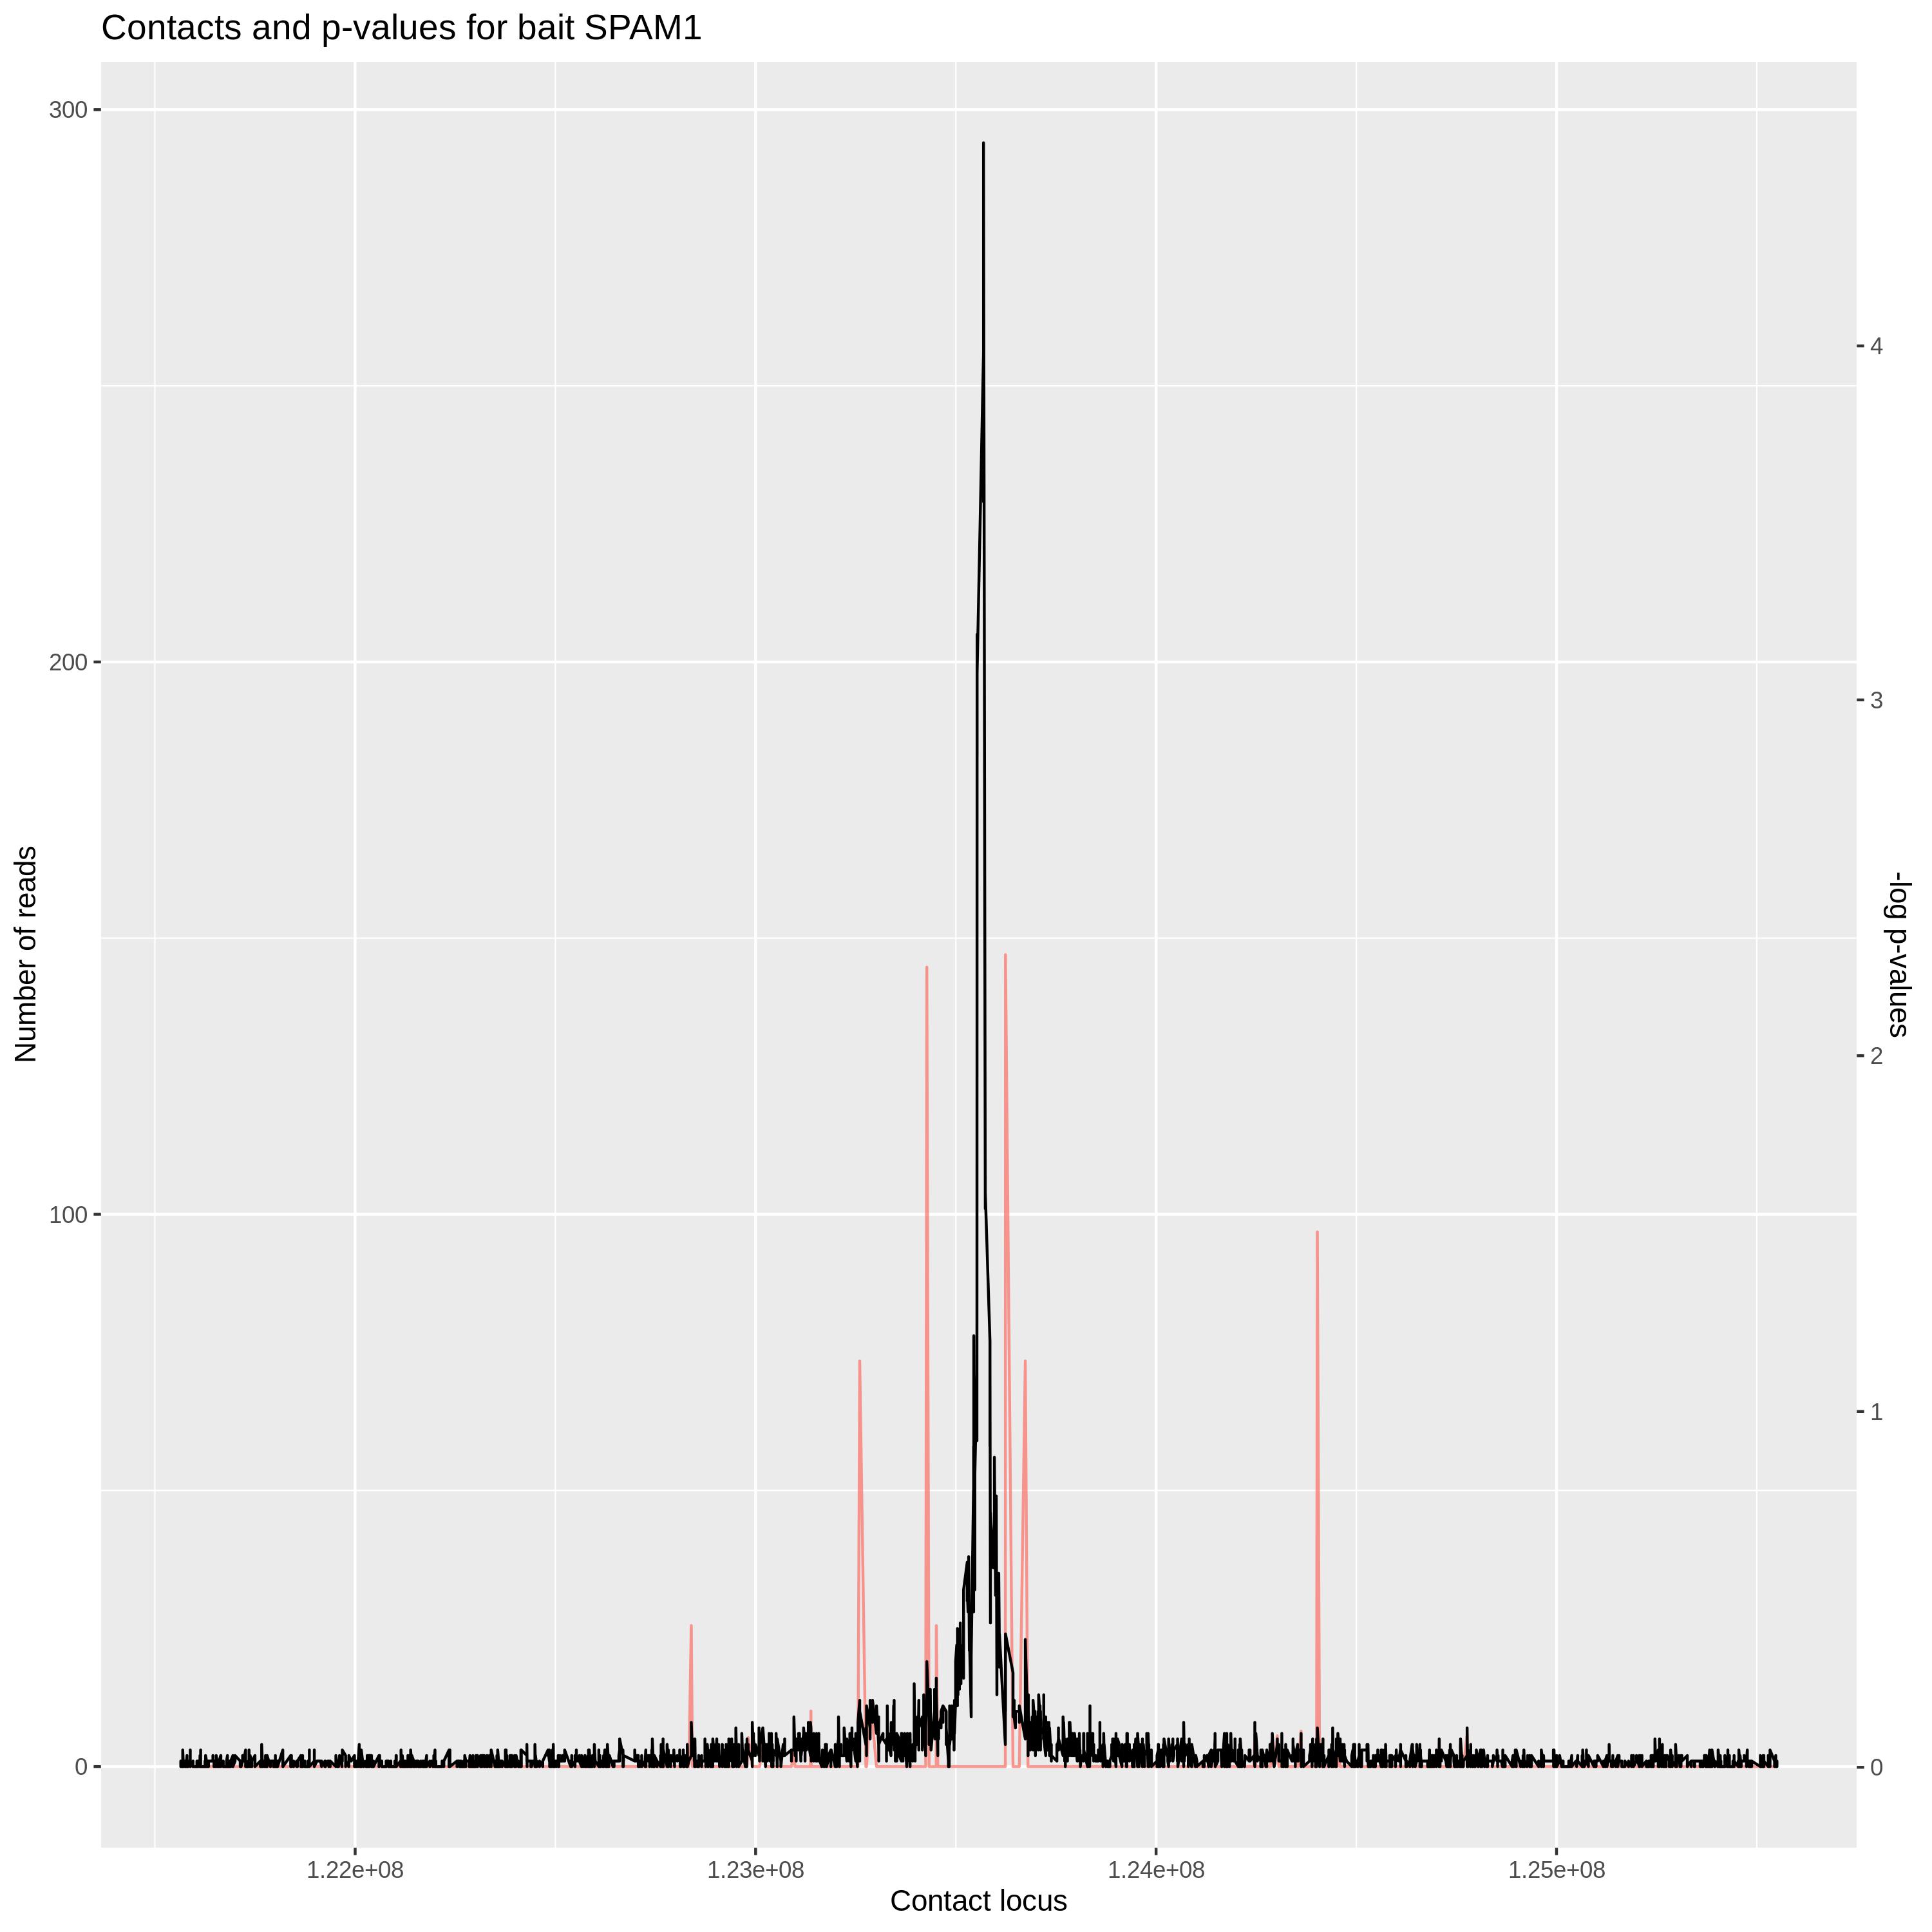 Contacts and p-values for bait SPAM1
300
200
100
0
Number of reads
4
3
2
1
0
-log p-values
1.22e+08
1.23e+08
1.24e+08
1.25e+08
Contact locus